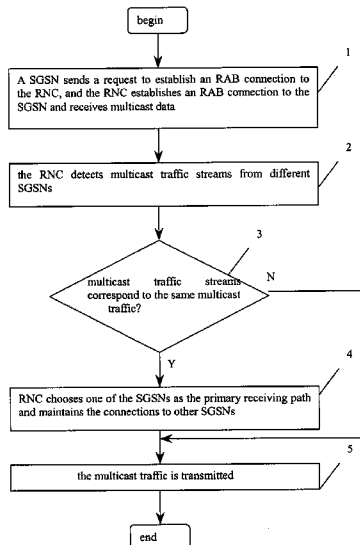 begin
1
A SGSN sends a request to establish an RAB connection to
the RNC, and the RNC establishes an RAB connection to the
SGSN and receives multicast data
2
the RNC detects multicast traffic streams from different
SGSNs
3
multicast traffic streams
correspond to the same multicast
traffic?
N
Y
4
RNC chooses one of the SGSNs as the primary receiving path
and maintains the connections to other SGSNs
5
the multicast traffic is transmitted
end